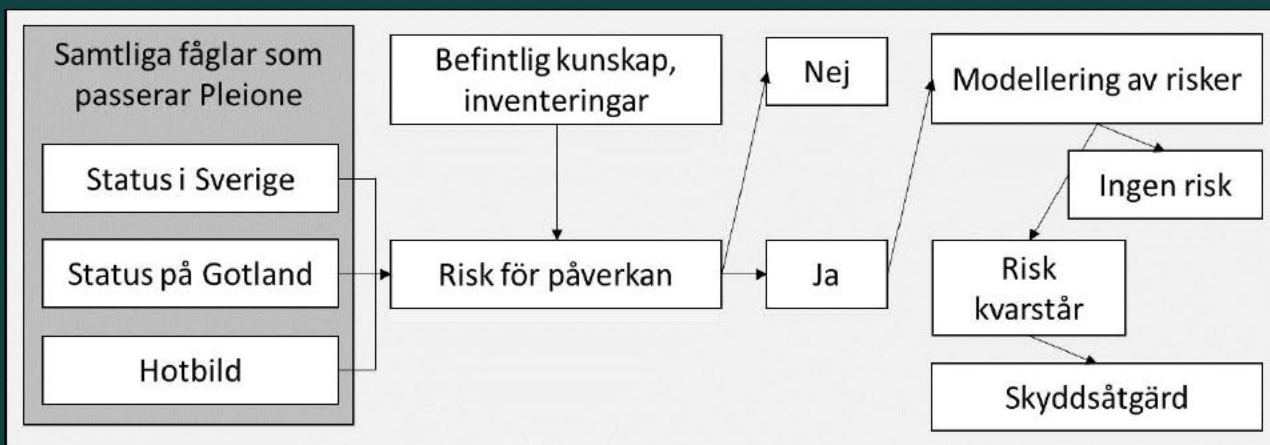 Samtliga fåglar som
passerar Pleione
Status i Sverige
Status på Gotland
Hotbild
Befintlig kunskap,
inventeringar
Risk för påverkan
Nej
Ja
Modellering av risker
Ingen risk
Risk
kvarstår
Skyddsåtgärd